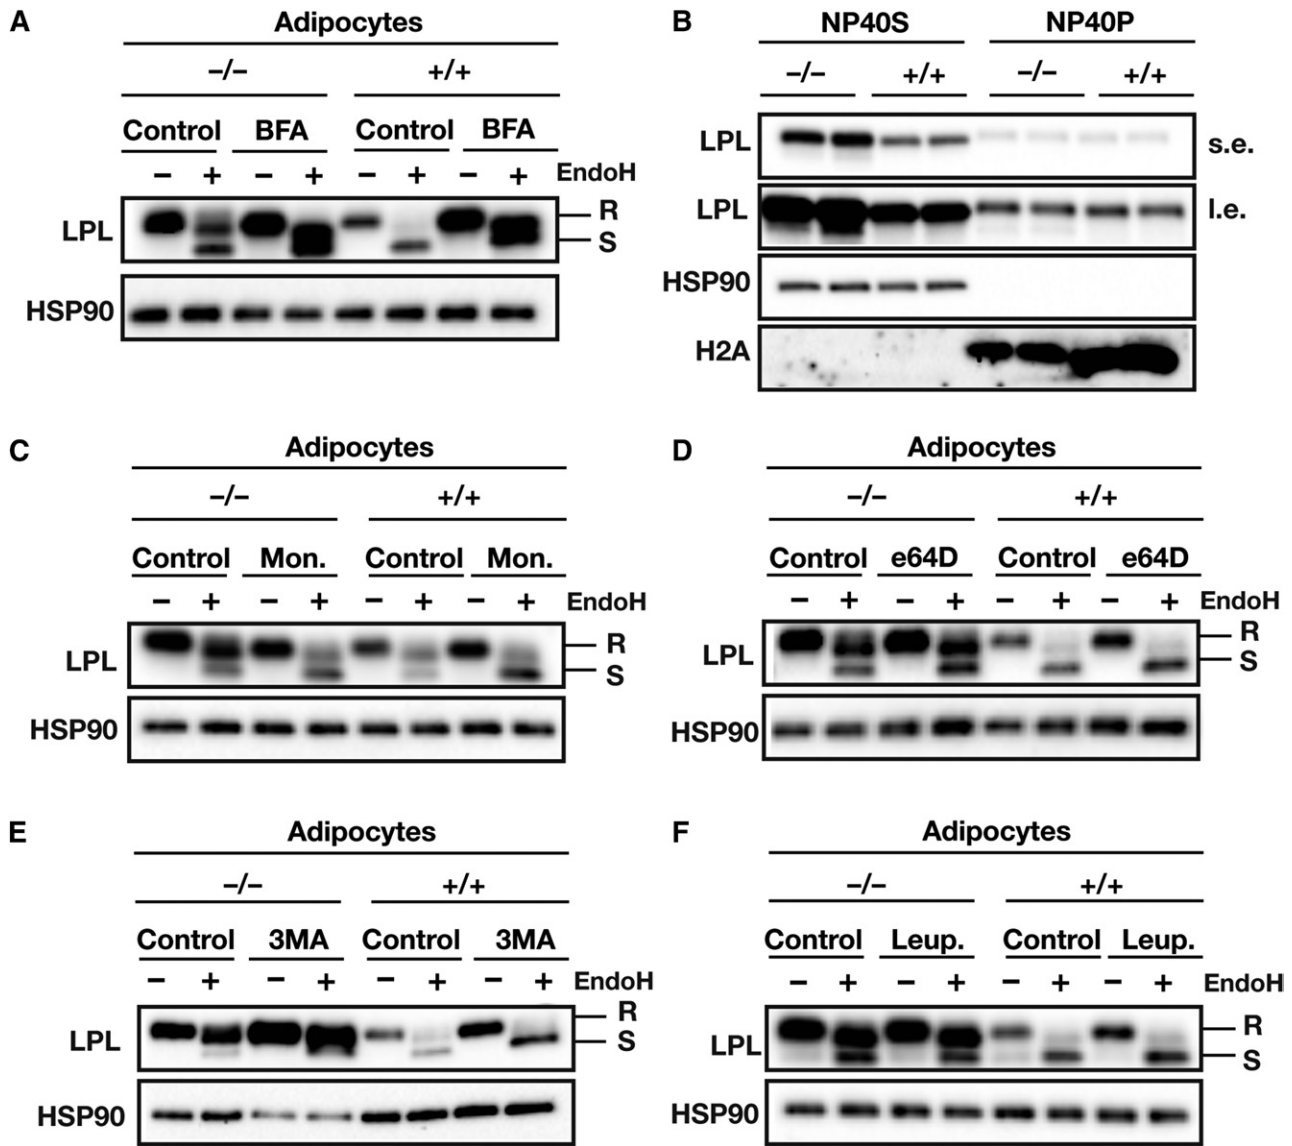 A
Adipocytes
–/–
+/+
Control
BFA
Control
BFA
– + – + – + – + EndoH
LPL
R
S
HSP90
B
NP40S
NP40P
–/–
+/+
–/–
+/+
LPL
s.e.
LPL
l.e.
HSP90
H2A
C
Adipocytes
–/–
+/+
Control
Mon.
Control
Mon.
– + – + – + – + EndoH
LPL
R
S
HSP90
D
Adipocytes
–/–
+/+
Control
e64D
Control
e64D
– + – + – + – + EndoH
LPL
R
S
HSP90
E
Adipocytes
–/–
+/+
Control
3MA
Control
3MA
– + – + – + – + EndoH
LPL
R
S
HSP90
F
Adipocytes
–/–
+/+
Control
Leup.
Control
Leup.
– + – + – + – + EndoH
LPL
R
S
HSP90